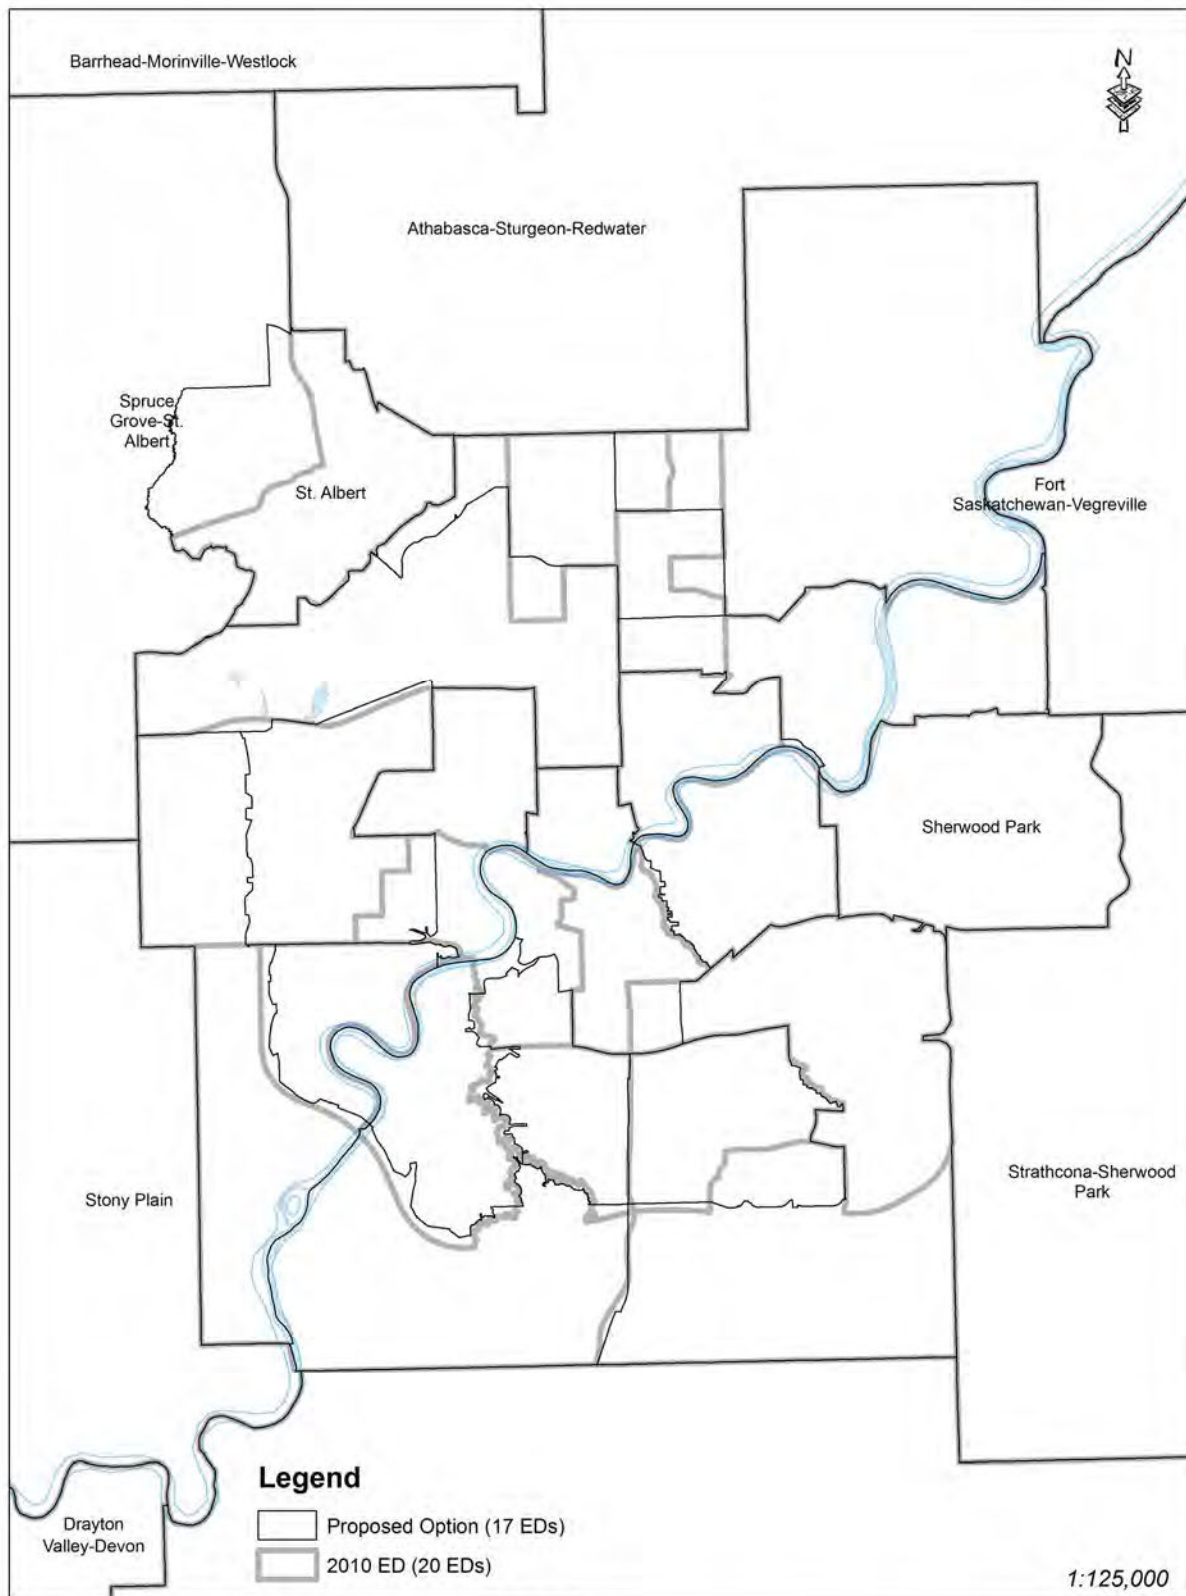 Barrhead-Morinville-Westlock
N
Athabasca-Sturgeon-Redwater
Spruce
Grove-St.
Albert
St. Albert
Fort
Saskatchewan-Vegreville
Sherwood Park
Strathcona-Sherwood
Park
Stony Plain
Drayton
Valley-Devon
Legend
Proposed Option (17 EDs)
2010 ED (20 EDs)
1:125,000